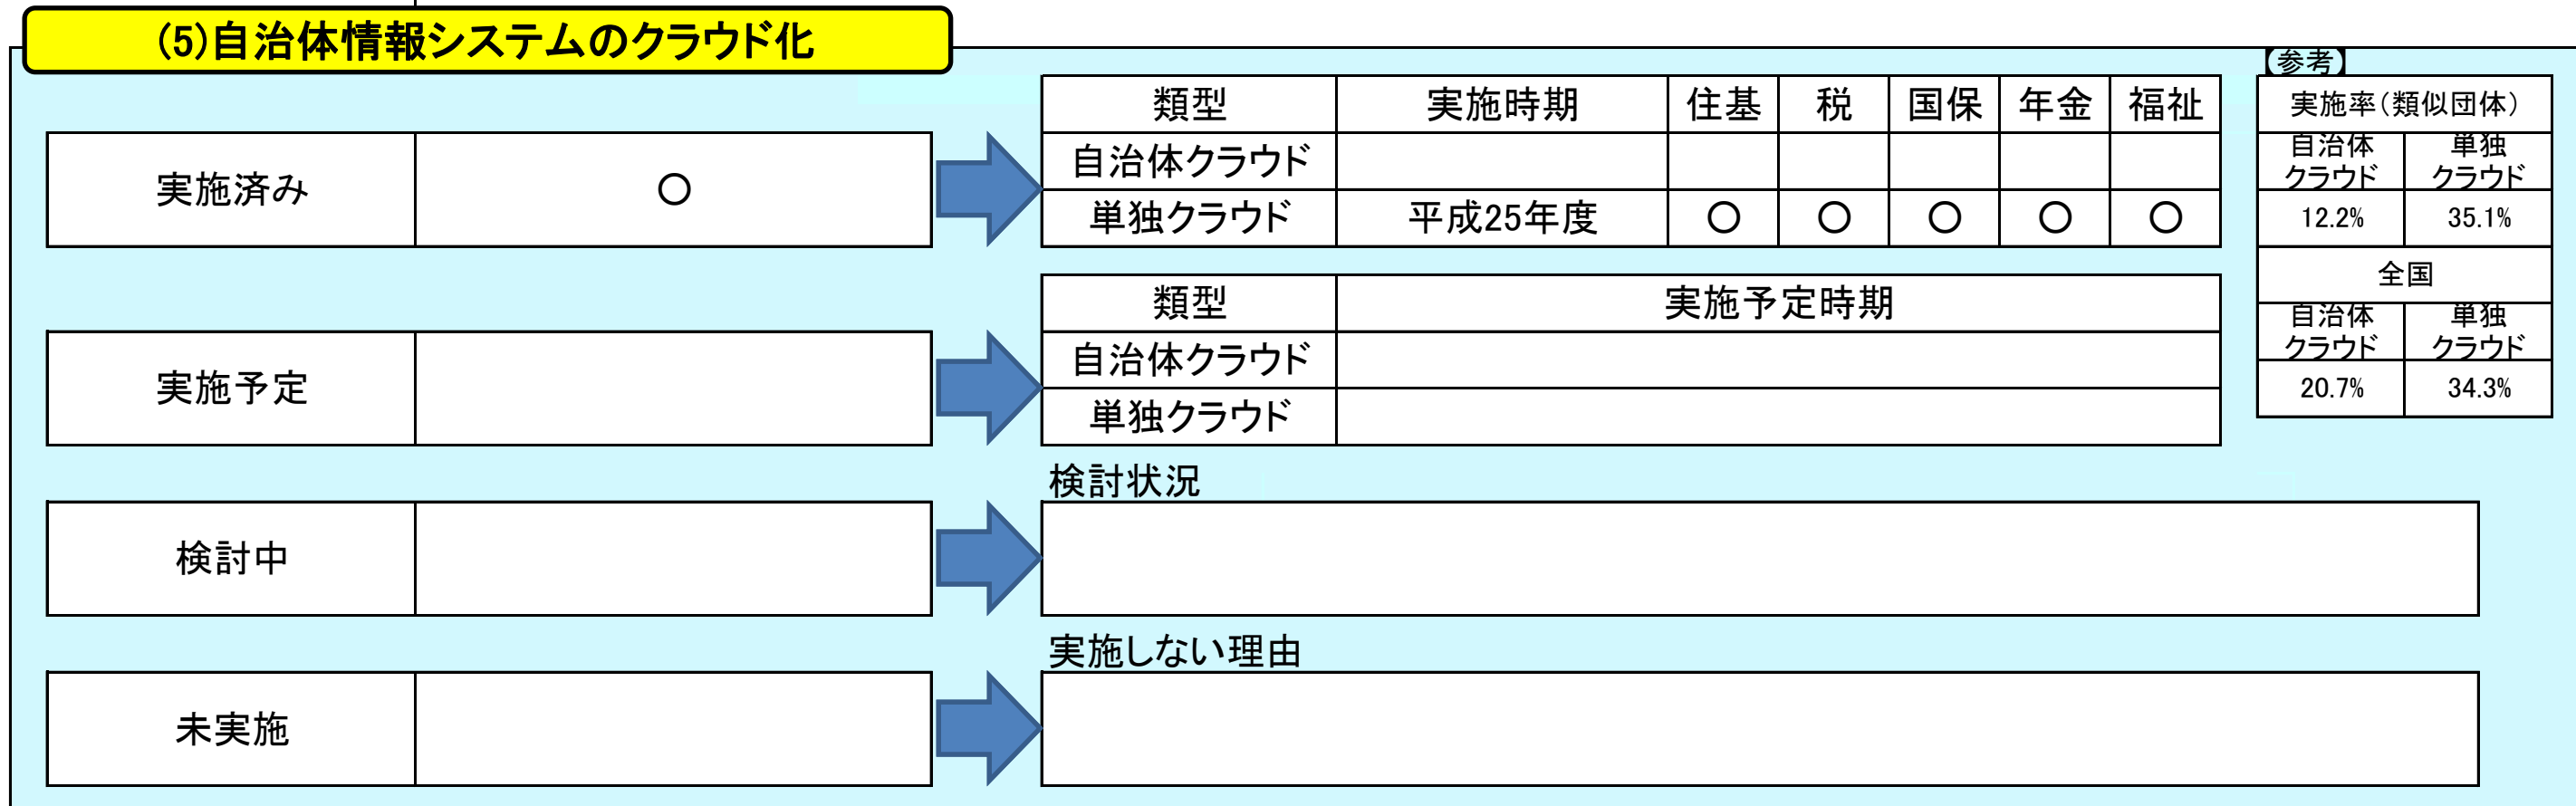 (5)自治体情報システムのクラウド化
【参考】
類型 実施時期 住基 税 国保 年金 福祉
実施済み ○
自治体クラウド
単独クラウド 平成25年度 ○ ○ ○ ○ ○
実施率(類似団体)
自治体クラウド 単独クラウド
12.2% 35.1%
全国
自治体クラウド 単独クラウド
20.7% 34.3%
類型 実施予定時期
実施予定
自治体クラウド
単独クラウド
検討状況
検討中
実施しない理由
未実施